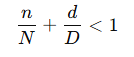 n/N + d/D < 1